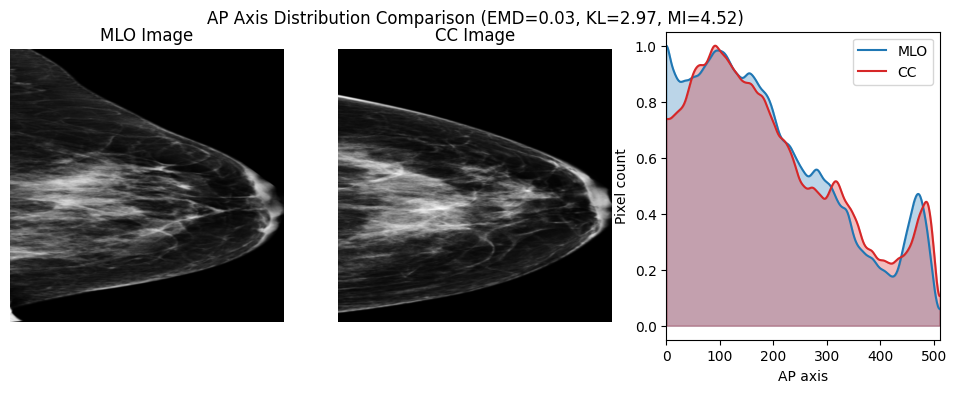 AP Axis Distribution Comparison (EMD=0.03, KL=2.97, MI=4.52)
MLO Image
CC Image
MLO
CC
Pixel count
1.0
0.8
0.6
0.4
0.2
0.0
0 100 200 300 400 500
AP axis